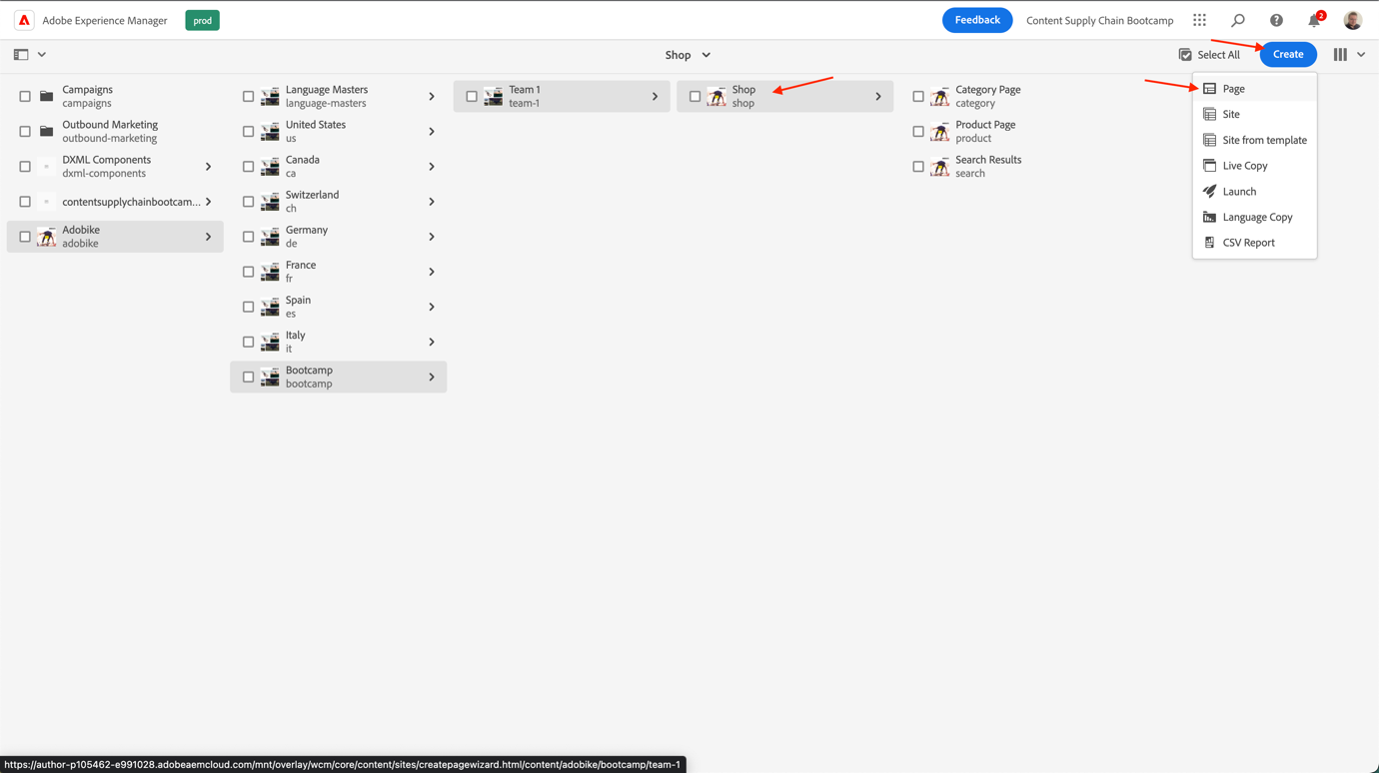 Adobe Experience Manager
prod
Feedback
Content Supply Chain Bootcamp
2
Shop
Select All
Create
Campaigns
campaigns
Outbound Marketing
outbound-marketing
DXML Components
dxml-components
contentsupplychainbootcam...
Adobike
adobike
Language Masters
language-masters
United States
us
Canada
ca
Switzerland
ch
Germany
de
France
fr
Spain
es
Italy
it
Bootcamp
bootcamp
Team 1
team-1
Shop
shop
Category Page
category
Product Page
product
Search Results
search
Page
Site
Site from template
Live Copy
Launch
Language Copy
CSV Report
https://author-p105462-e991028.adobeaemcloud.com/mnt/overlay/wcm/core/content/sites/createpagewizard.html/content/adobike/bootcamp/team-1